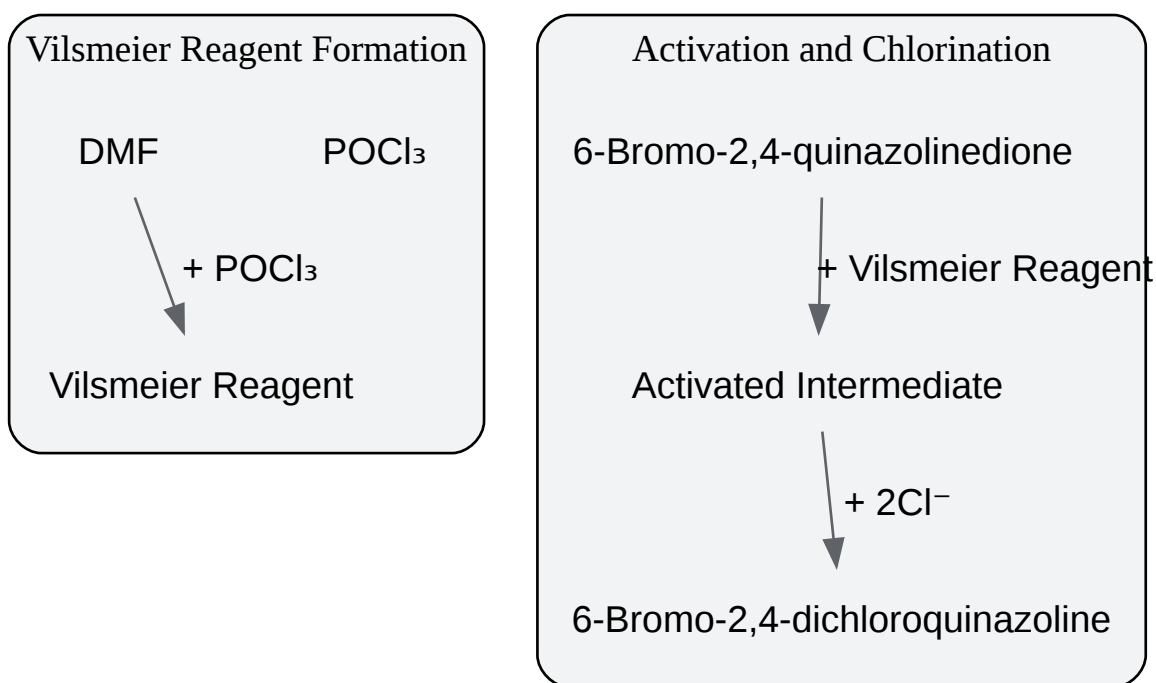 Vilsmeier Reagent Formation
DMF
POCl₃
+ POCl₃
Vilsmeier Reagent
Activation and Chlorination
6-Bromo-2,4-quinazolinedione
+ Vilsmeier Reagent
Activated Intermediate
+ 2Cl⁻
6-Bromo-2,4-dichloroquinazoline